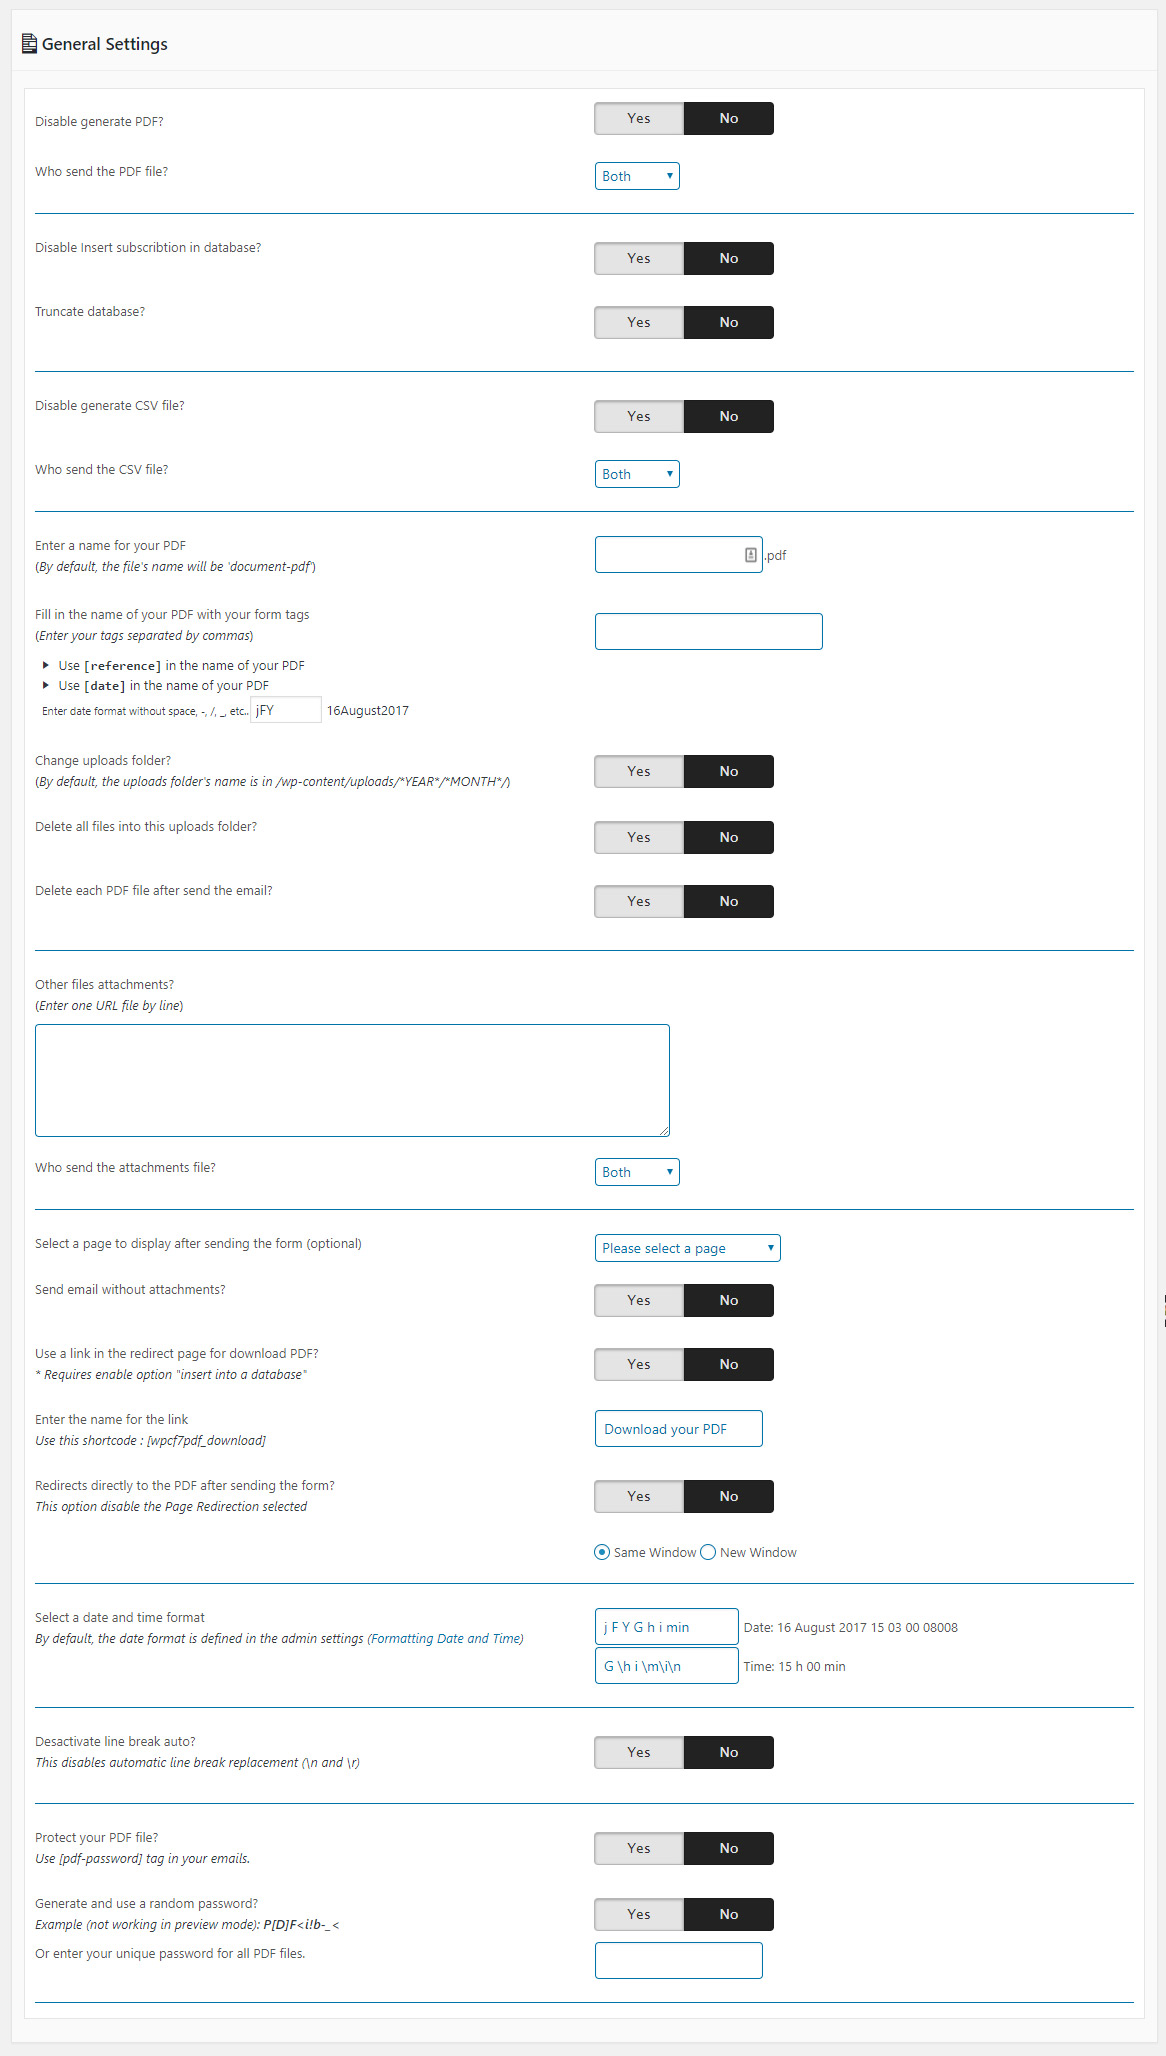 General Settings
Disable generate PDF?
Yes No
Who send the PDF file?
Both
Disable Insert subscribtion in database?
Yes No
Truncate database?
Yes No
Disable generate CSV file?
Yes No
Who send the CSV file?
Both
Enter a name for your PDF
(By default, the file's name will be 'document-pdf')
.pdf
Fill in the name of your PDF with your form tags
(Enter your tags separated by commas)
Use [reference] in the name of your PDF
Use [date] in the name of your PDF
Enter date format without space, -, /, _, etc.. jFY 16August2017
Change uploads folder?
(By default, the uploads folder's name is in /wp-content/uploads/*YEAR*/*MONTH*/)
Yes No
Delete all files into this uploads folder?
Yes No
Delete each PDF file after send the email?
Yes No
Other files attachments?
(Enter one URL file by line)
Who send the attachments file?
Both
Select a page to display after sending the form (optional)
Please select a page
Send email without attachments?
Yes No
Use a link in the redirect page for download PDF?
* Requires enable option "insert into a database"
Yes No
Enter the name for the link
Use this shortcode : [wpcf7pdf_download]
Download your PDF
Redirects directly to the PDF after sending the form?
This option disable the Page Redirection selected
Yes No
Same Window New Window
Select a date and time format
By default, the date format is defined in the admin settings (Formatting Date and Time)
j F Y G h i min Date: 16 August 2017 15 03 00 08008
G \h i \m\i\n Time: 15 h 00 min
Desactivate line break auto?
This disables automatic line break replacement (\n and \r)
Yes No
Protect your PDF file?
Use [pdf-password] tag in your emails.
Yes No
Generate and use a random password?
Example (not working in preview mode): P[D]F<i!b-_<
Yes No
Or enter your unique password for all PDF files.